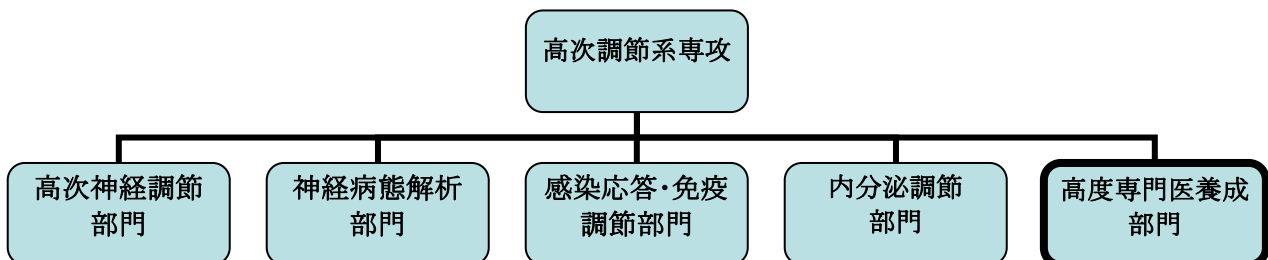 高次調節系専攻
高次神経調節
部門
神経病態解析
部門
感染応答・免疫
調節部門
内分泌調節
部門
高度専門医養成
部門